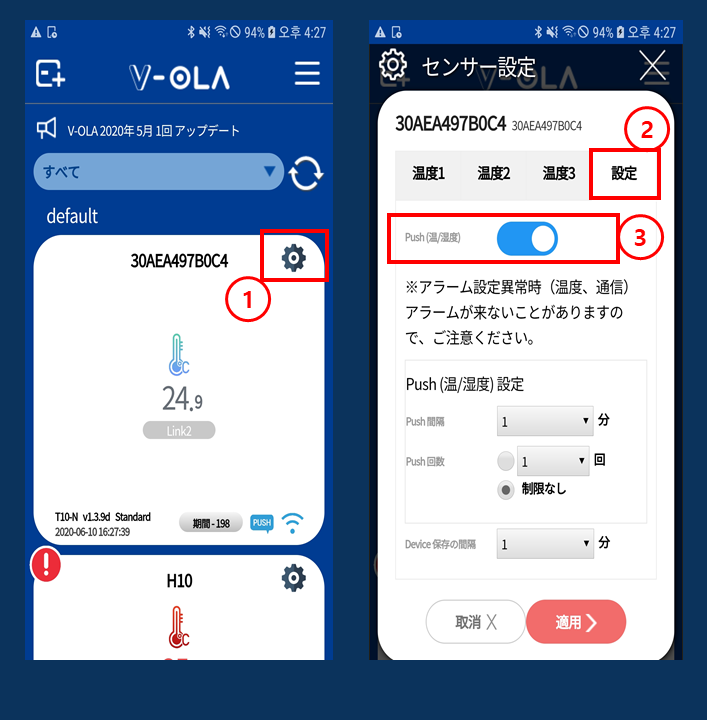 94% 오후 4:27
V-OLA
V-OLA 2020年 5月 1回 アップデート
すべて
default
30AEA497B0C4
1
°C
24.9
Link2
T10-N v1.3.9d Standard
2020-06-10 16:27:39
期間 - 198
PUSH
H10
°C
94% 오후 4:27
センサー設定
V-OLA
30AEA497B0C4 30AEA497B0C4
2
温度1 温度2 温度3 設定
Push (温/湿度)
3
※アラーム設定異常時（温度、通信）
アラームが来ないことがありますの
で、ご注意ください。
Push (温/湿度) 設定
Push 間隔 1 分
Push 回数 1 回
制限なし
Device 保存の間隔 1 分
取消 X 適用